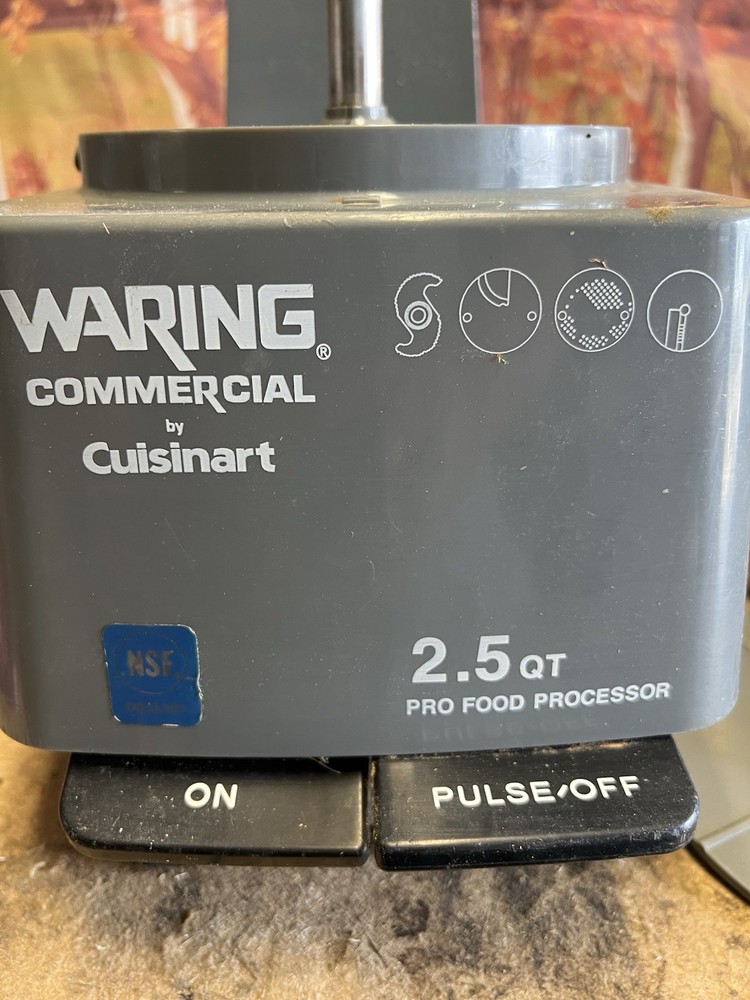 WARING®
COMMERCIAL
by
Cuisinart
NSF
2.5 QT
PRO FOOD PROCESSOR
ON
PULSE/OFF